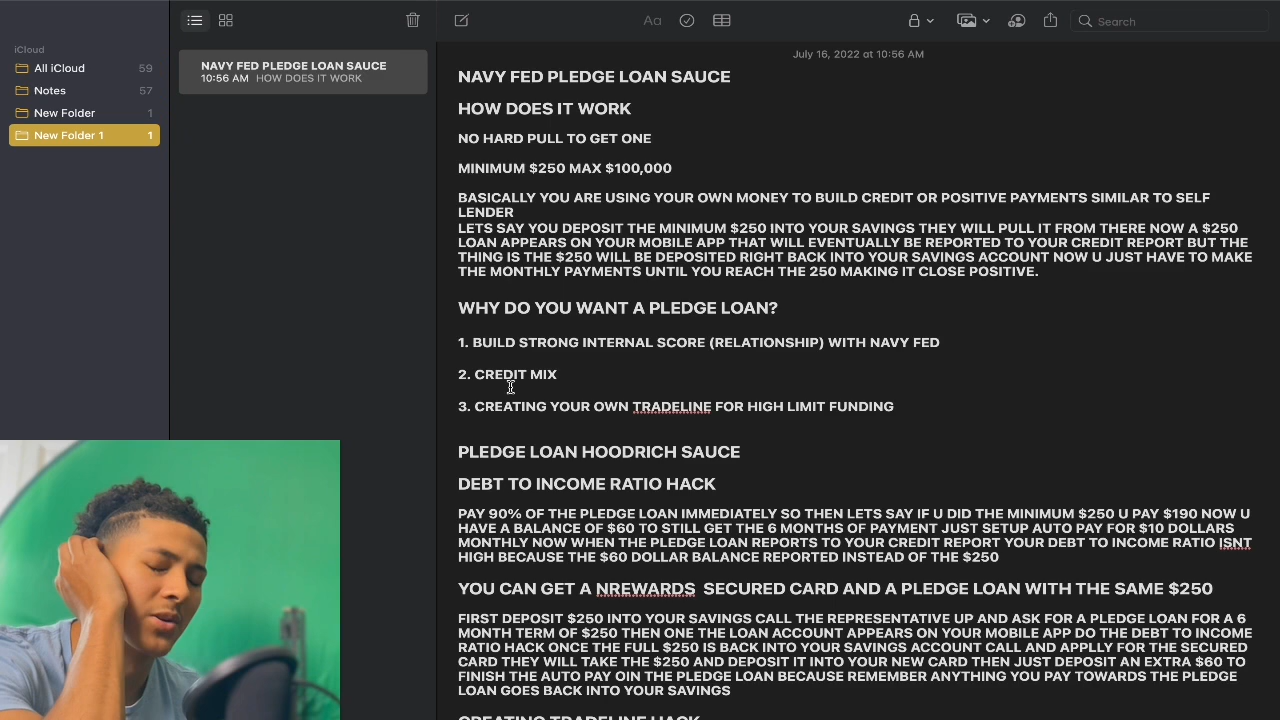 Aa
Search
iCloud
All iCloud 59
Notes 57
New Folder 1
New Folder 1 1
NAVY FED PLEDGE LOAN SAUCE
10:56 AM HOW DOES IT WORK
July 16, 2022 at 10:56 AM
NAVY FED PLEDGE LOAN SAUCE
HOW DOES IT WORK
NO HARD PULL TO GET ONE
MINIMUM $250 MAX $100,000
BASICALLY YOU ARE USING YOUR OWN MONEY TO BUILD CREDIT OR POSITIVE PAYMENTS SIMILAR TO SELF
LENDER
LETS SAY YOU DEPOSIT THE MINIMUM $250 INTO YOUR SAVINGS THEY WILL PULL IT FROM THERE NOW A $250
LOAN APPEARS ON YOUR MOBILE APP THAT WILL EVENTUALLY BE REPORTED TO YOUR CREDIT REPORT BUT THE
THING IS THE $250 WILL BE DEPOSITED RIGHT BACK INTO YOUR SAVINGS ACCOUNT NOW U JUST HAVE TO MAKE
THE MONTHLY PAYMENTS UNTIL YOU REACH THE 250 MAKING IT CLOSE POSITIVE.
WHY DO YOU WANT A PLEDGE LOAN?
1. BUILD STRONG INTERNAL SCORE (RELATIONSHIP) WITH NAVY FED
2. CREDIT MIX
3. CREATING YOUR OWN TRADELINE FOR HIGH LIMIT FUNDING
PLEDGE LOAN HOODRICH SAUCE
DEBT TO INCOME RATIO HACK
PAY 90% OF THE PLEDGE LOAN IMMEDIATELY SO THEN LETS SAY IF U DID THE MINIMUM $250 U PAY $190 NOW U
HAVE A BALANCE OF $60 TO STILL GET THE 6 MONTHS OF PAYMENT JUST SETUP AUTO PAY FOR $10 DOLLARS
MONTHLY NOW WHEN THE PLEDGE LOAN REPORTS TO YOUR CREDIT REPORT YOUR DEBT TO INCOME RATIO ISNT
HIGH BECAUSE THE $60 DOLLAR BALANCE REPORTED INSTEAD OF THE $250
YOU CAN GET A NREWARDS SECURED CARD AND A PLEDGE LOAN WITH THE SAME $250
FIRST DEPOSIT $250 INTO YOUR SAVINGS CALL THE REPRESENTATIVE UP AND ASK FOR A PLEDGE LOAN FOR A 6
MONTH TERM OF $250 THEN ONE THE LOAN ACCOUNT APPEARS ON YOUR MOBILE APP DO THE DEBT TO INCOME
RATIO HACK ONCE THE FULL $250 IS BACK INTO YOUR SAVINGS ACCOUNT CALL AND APPLLY FOR THE SECURED
CARD THEY WILL TAKE THE $250 AND DEPOSIT IT INTO YOUR NEW CARD THEN JUST DEPOSIT AN EXTRA $60 TO
FINISH THE AUTO PAY OIN THE PLEDGE LOAN BECAUSE REMEMBER ANYTHING YOU PAY TOWARDS THE PLEDGE
LOAN GOES BACK INTO YOUR SAVINGS
CREATING TRADELINE HACK